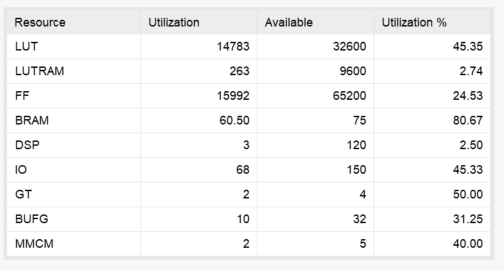 Resource Utilization Available Utilization %
LUT 14783 32600 45.35
LUTRAM 263 9600 2.74
FF 15992 65200 24.53
BRAM 60.50 75 80.67
DSP 3 120 2.50
IO 68 150 45.33
GT 2 4 50.00
BUFG 10 32 31.25
MMCM 2 5 40.00